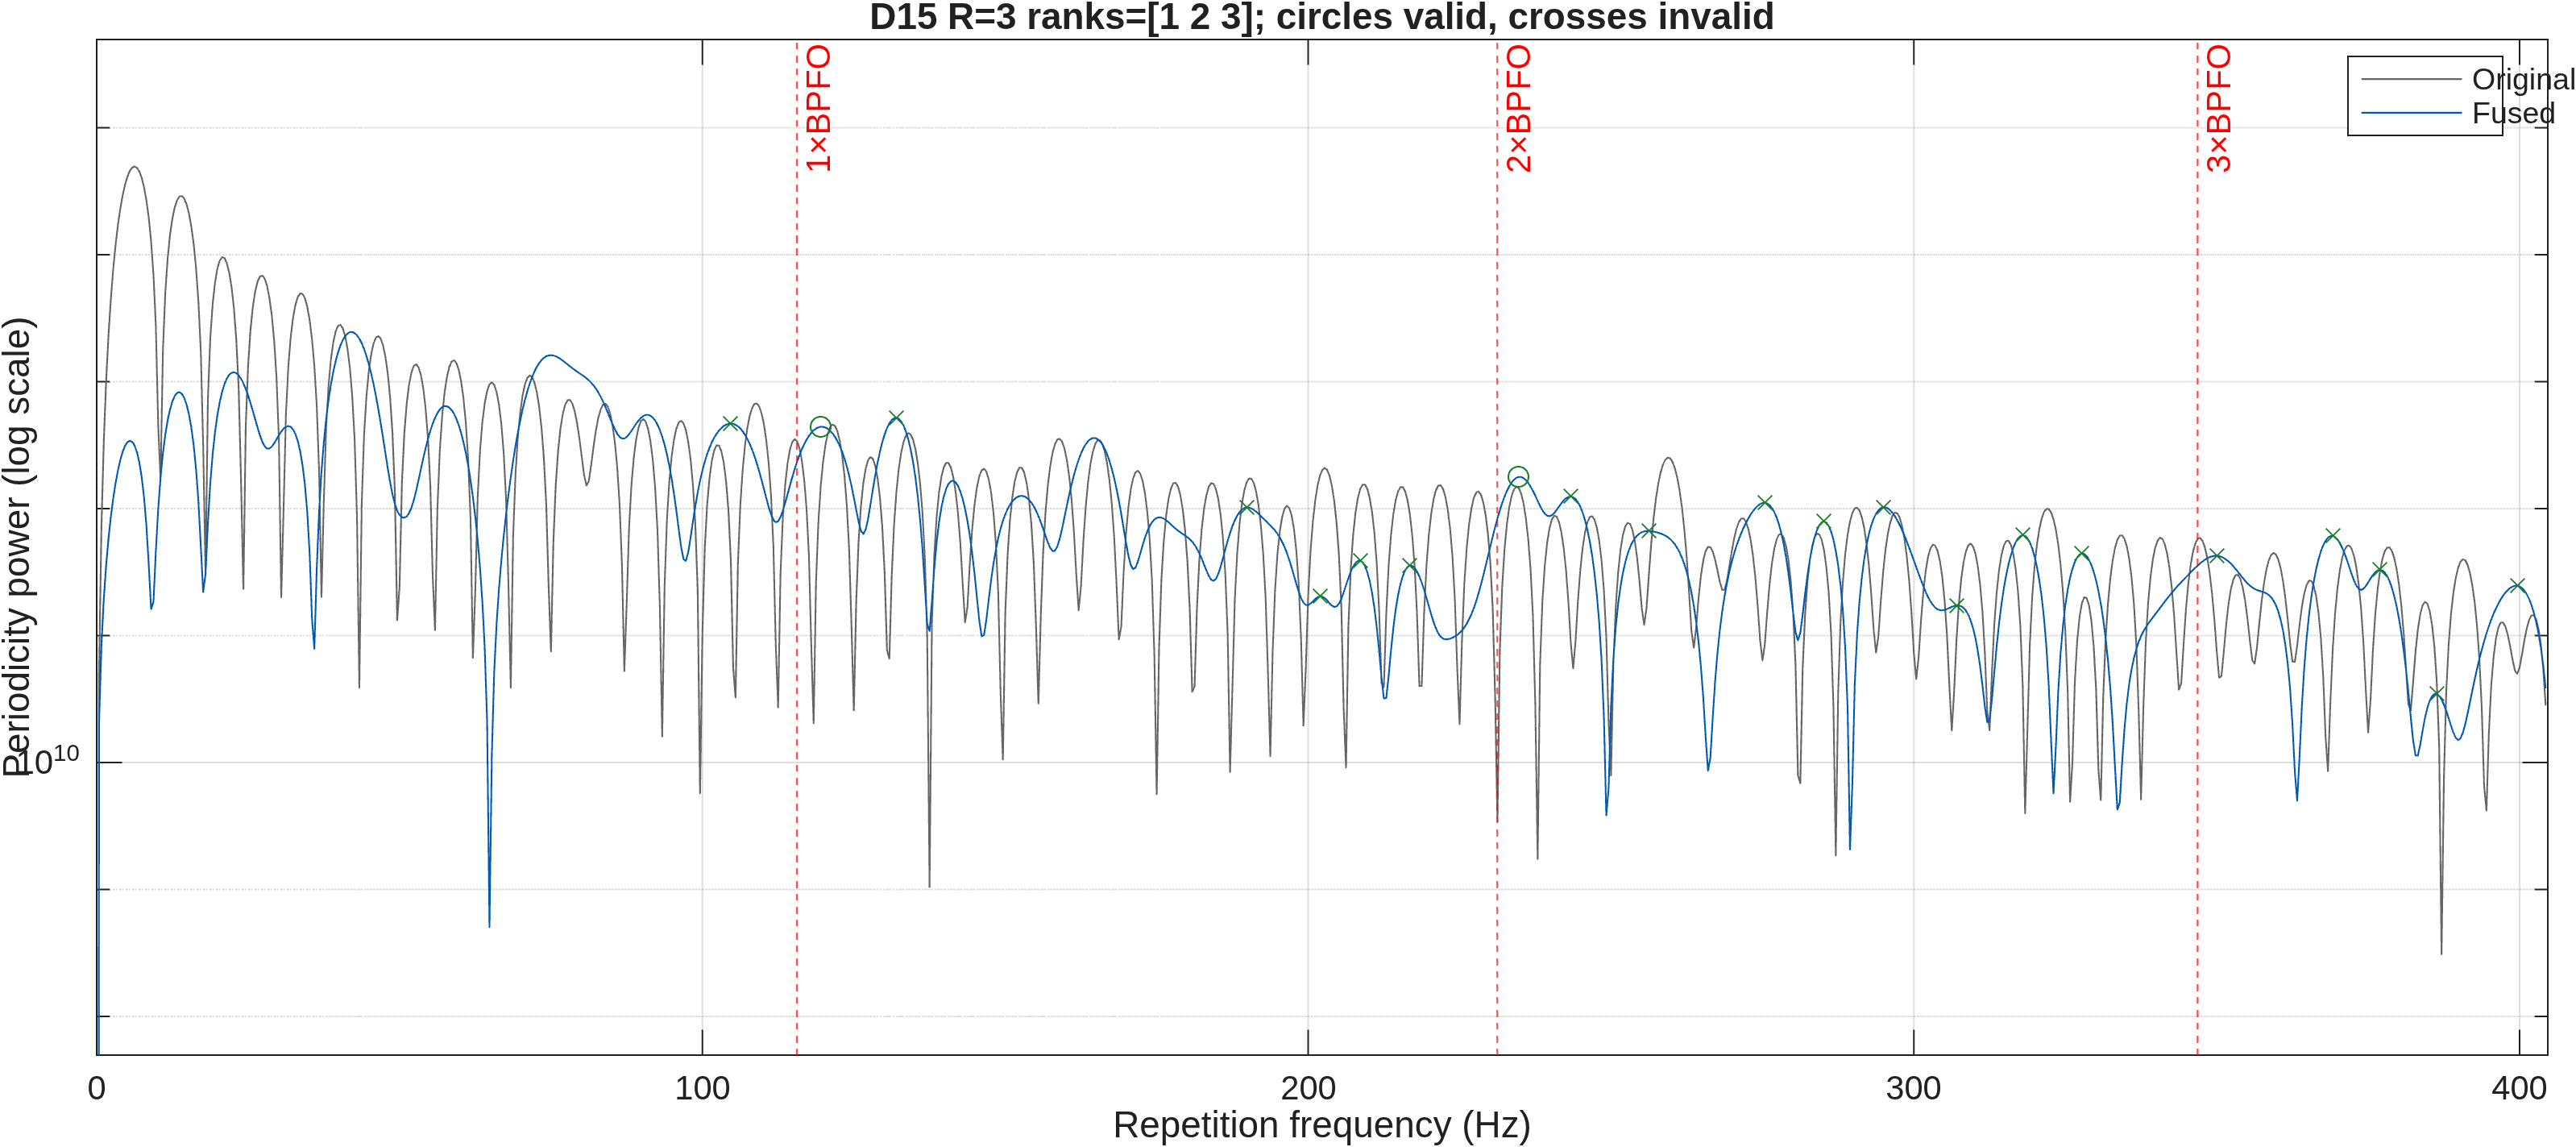 D15 R=3 ranks=[1 2 3]; circles valid, crosses invalid
1×BPFO
2×BPFO
3×BPFO
Original
Fused
Periodicity power (log scale)
10^10
0 100 200 300 400
Repetition frequency (Hz)